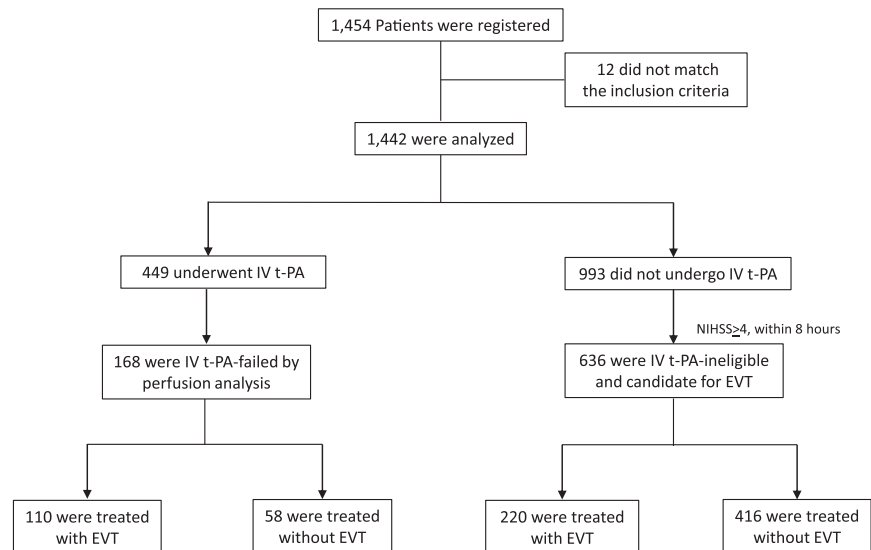 1,454 Patients were registered
12 did not match
the inclusion criteria
1,442 were analyzed
449 underwent IV t-PA
993 did not undergo IV t-PA
NIHSS≥4, within 8 hours
168 were IV t-PA-failed by
perfusion analysis
636 were IV t-PA-ineligible
and candidate for EVT
110 were treated
with EVT
58 were treated
without EVT
220 were treated
with EVT
416 were treated
without EVT